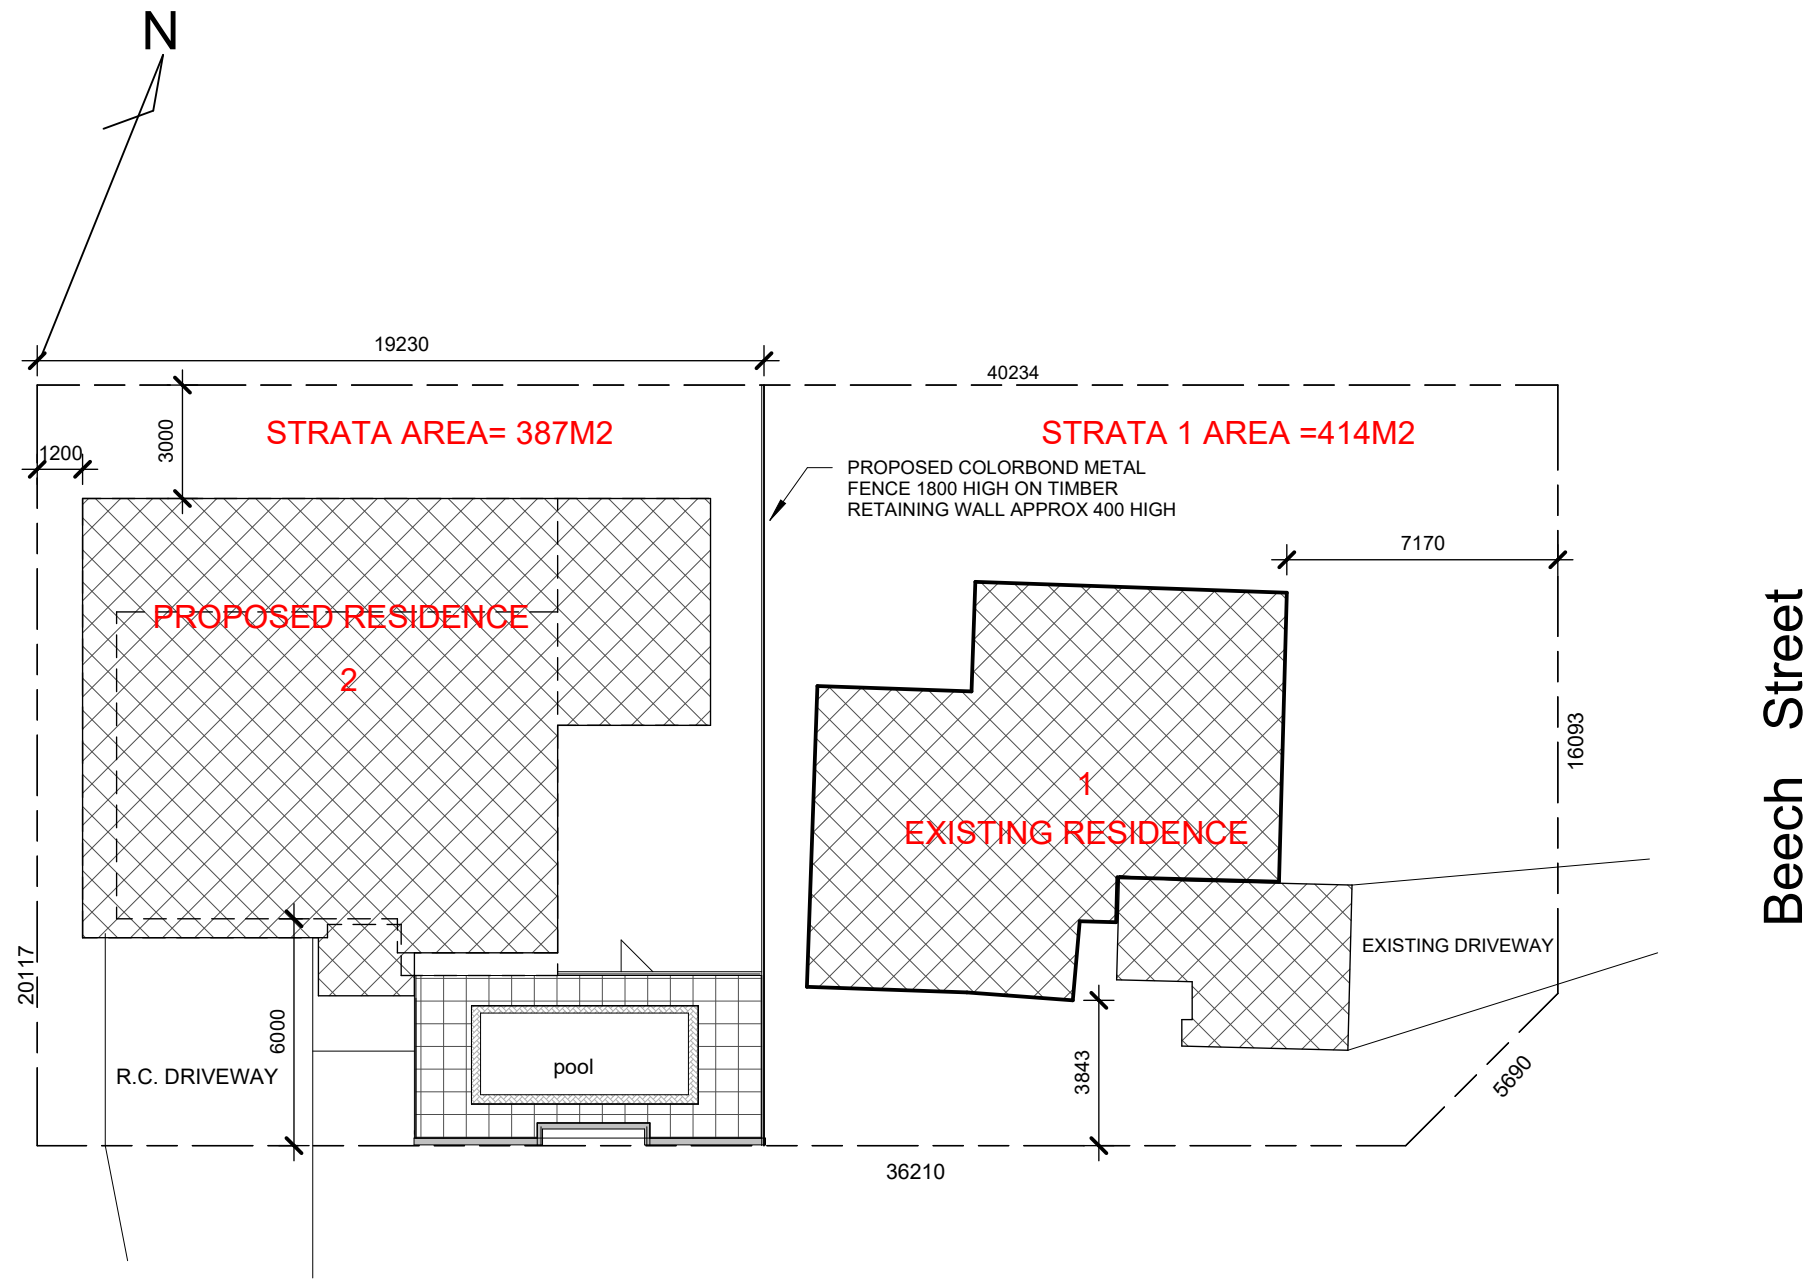 N
19230
40234
STRATA AREA= 387M2
STRATA 1 AREA =414M2
1200
3000
PROPOSED COLORBOND METAL
FENCE 1800 HIGH ON TIMBER
RETAINING WALL APPROX 400 HIGH
7170
PROPOSED RESIDENCE
2
Beech Street
16093
1
EXISTING RESIDENCE
EXISTING DRIVEWAY
20117
6000
R.C. DRIVEWAY
pool
3843
5690
36210